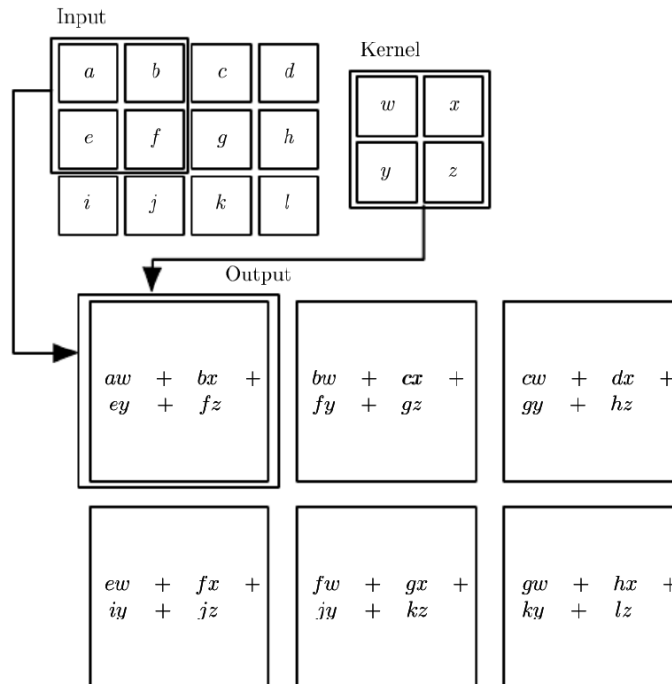 Input
Kernel
a b c d
w x
e f g h
y z
i j k l
Output
aw + bx +
ey + fz
bw + cx +
fy + gz
cw + dx +
gy + hz
ew + fx +
iy + jz
fw + gx +
jy + kz
gw + hx +
ky + lz